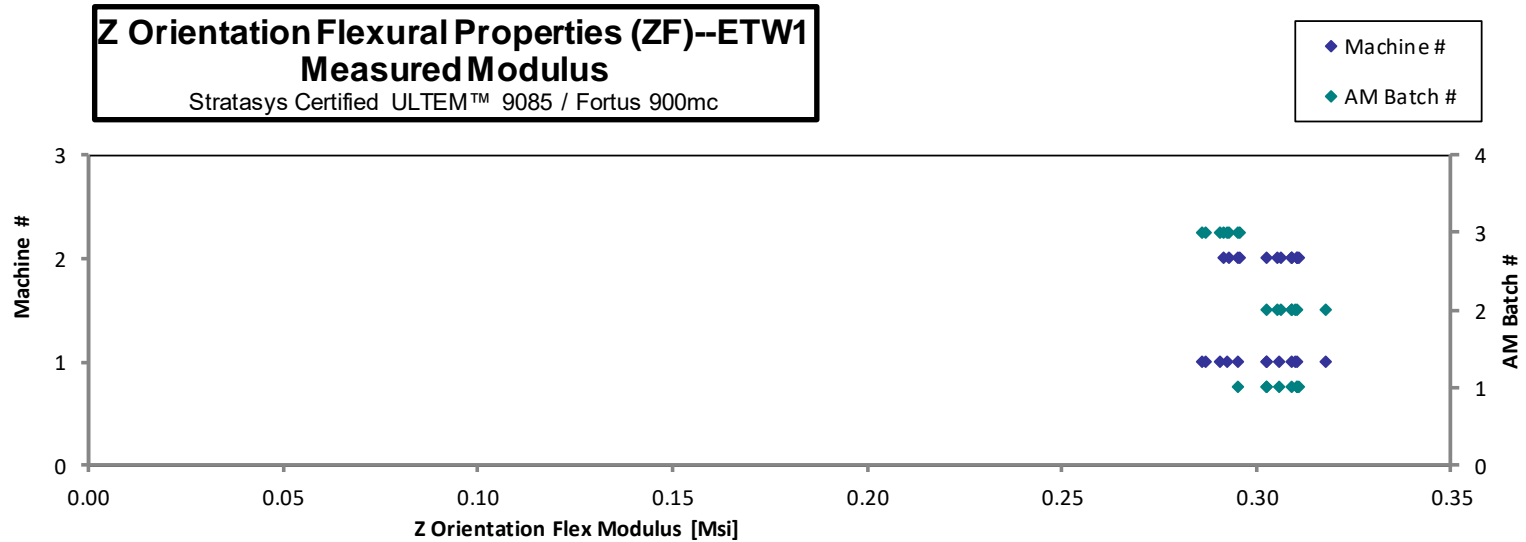 Z Orientation Flexural Properties (ZF)--ETW1
Measured Modulus
Stratasys Certified ULTEM™ 9085 / Fortus 900mc
Machine #
AM Batch #
3
2
1
0
Machine #
4
3
2
1
0
AM Batch #
0.00 0.05 0.10 0.15 0.20 0.25 0.30 0.35
Z Orientation Flex Modulus [Msi]